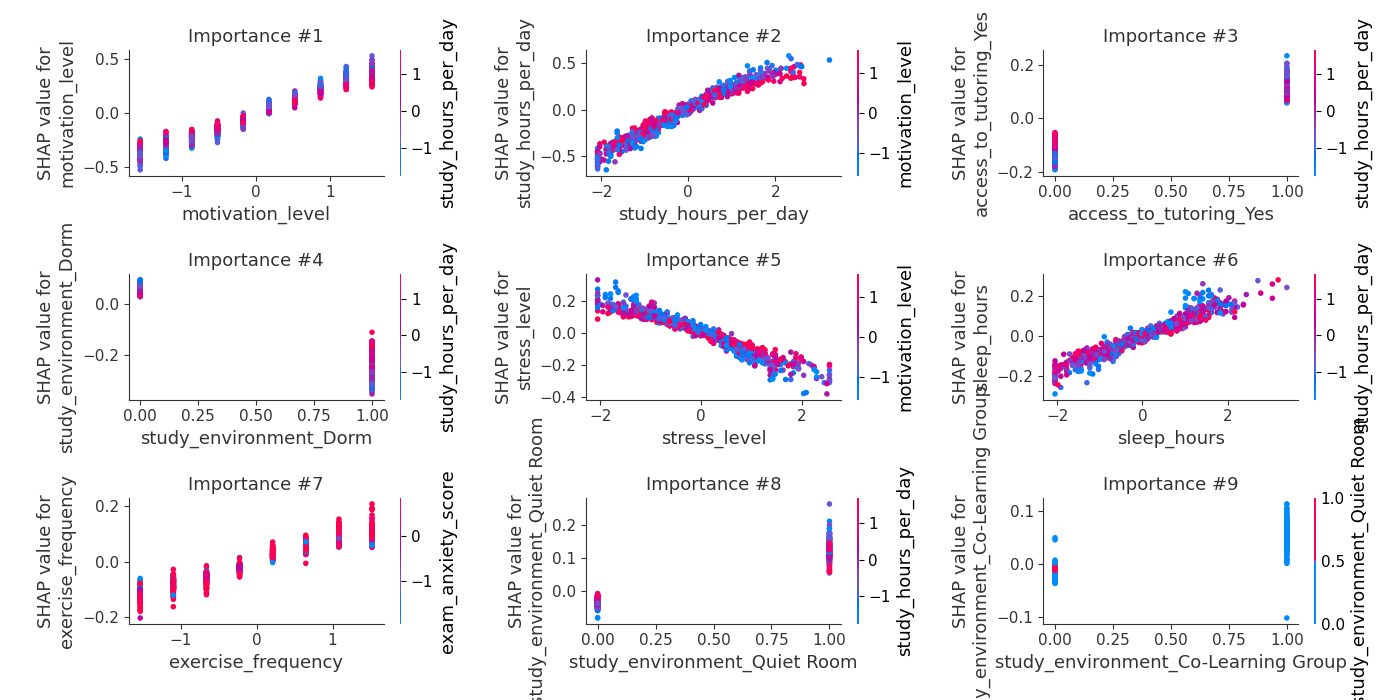 Importance #1
SHAP value for
motivation_level
0.5
0.0
−0.5
−1
0
1
motivation_level
1
0
−1
study_hours_per_day
Importance #2
SHAP value for
study_hours_per_day
0.5
0.0
−0.5
−2
0
2
study_hours_per_day
1
0
−1
motivation_level
Importance #3
SHAP value for
access_to_tutoring_Yes
0.2
0.0
−0.2
0.00
0.25
0.50
0.75
1.00
access_to_tutoring_Yes
1
0
−1
study_hours_per_day
Importance #4
SHAP value for
study_environment_Dorm
0.0
−0.2
0.00
0.25
0.50
0.75
1.00
study_environment_Dorm
1
0
−1
study_hours_per_day
Importance #5
SHAP value for
stress_level
0.2
0.0
−0.2
−0.4
−2
0
2
stress_level
1
0
−1
motivation_level
Importance #6
SHAP value for
sleep_hours
0.2
0.0
−0.2
−2
0
2
sleep_hours
1
0
−1
study_hours_per_day
Importance #7
SHAP value for
exercise_frequency
0.2
0.0
−0.2
−1
0
1
exercise_frequency
0
−1
exam_anxiety_score
Importance #8
SHAP value for
study_environment_Quiet Room
0.2
0.1
0.0
0.00
0.25
0.50
0.75
1.00
study_environment_Quiet Room
1
0
−1
study_hours_per_day
Importance #9
SHAP value for
y_environment_Co-Learning Group
0.1
0.0
−0.1
0.00
0.25
0.50
0.75
1.00
study_environment_Co-Learning Group
1.0
0.5
0.0
study_environment_Quiet Room